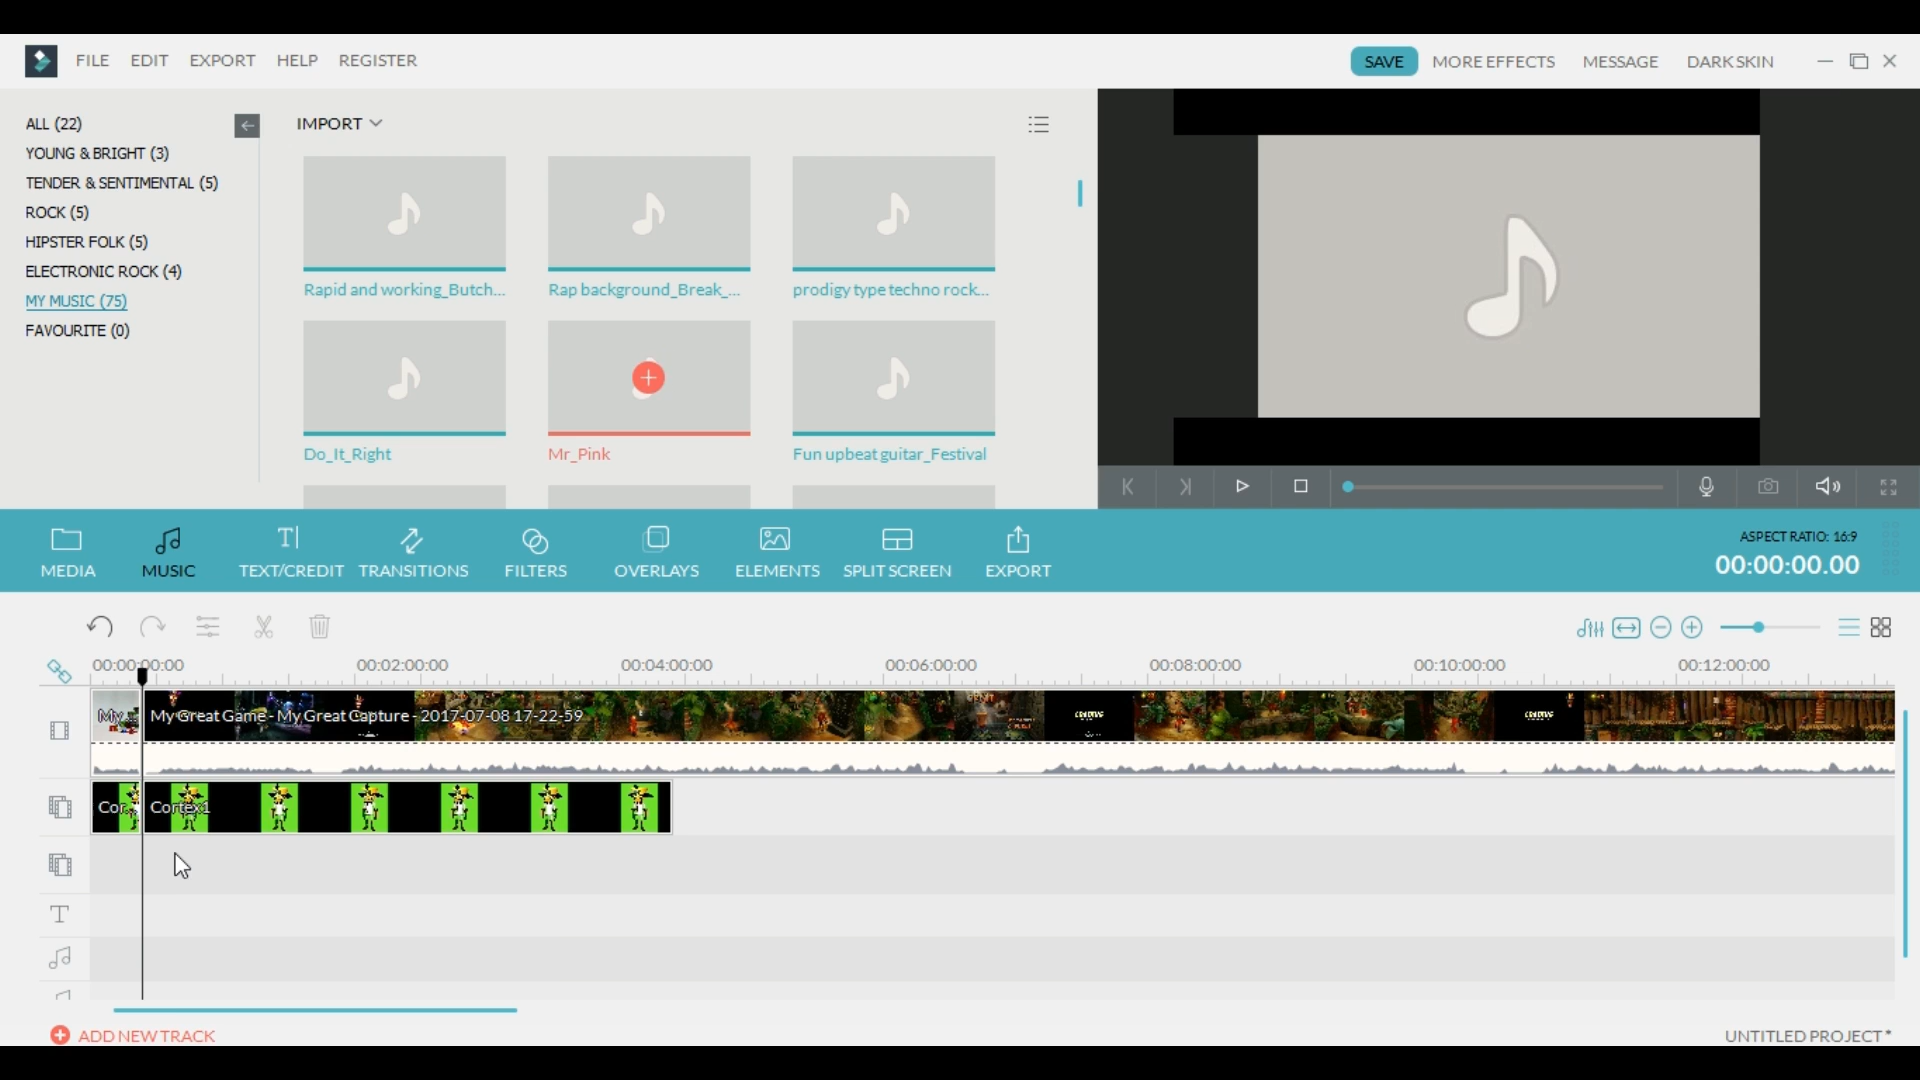 FILE EDIT EXPORT HELP REGISTER
SAVE MORE EFFECTS MESSAGE DARK SKIN
ALL (22)
YOUNG & BRIGHT (3)
TENDER & SENTIMENTAL (5)
ROCK (5)
HIPSTER FOLK (5)
ELECTRONIC ROCK (4)
MY MUSIC (75)
FAVOURITE (0)
IMPORT
Rapid and working_Butch... Rap background_Break_... prodigy type techno rock...
Do_It_Right Mr_Pink Fun upbeat guitar_Festival
MEDIA MUSIC TEXT/CREDIT TRANSITIONS FILTERS OVERLAYS ELEMENTS SPLIT SCREEN EXPORT
ASPECT RATIO: 16:9
00:00:00.00
00:00:00:00 00:02:00:00 00:04:00:00 00:06:00:00 00:08:00:00 00:10:00:00 00:12:00:00
My... My Great Game - My Great Capture - 2017-07-08 17-22-59
Cor... Cortex1
ADD NEW TRACK
UNTITLED PROJECT *